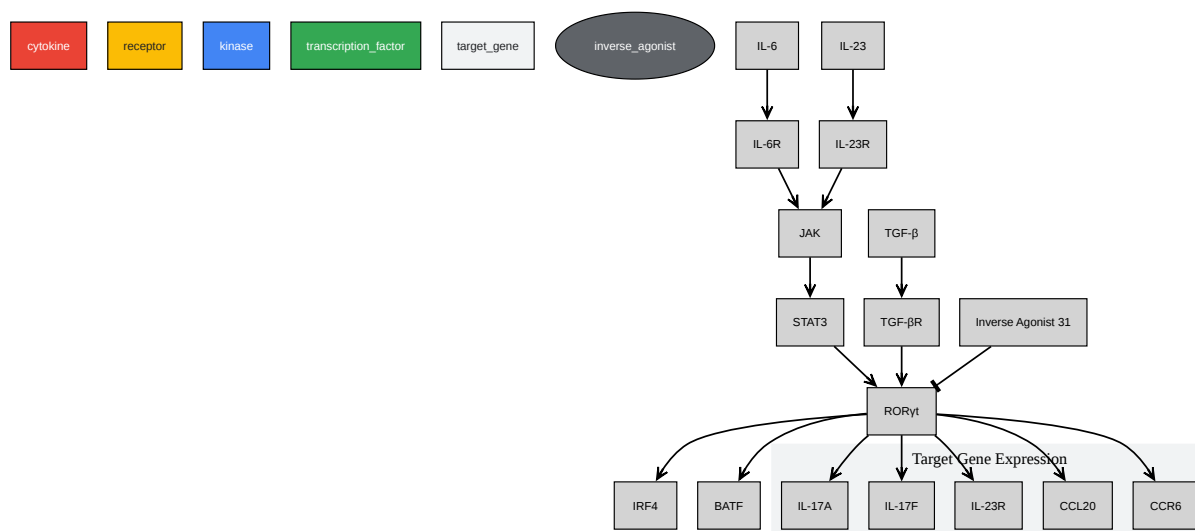 cytokine
receptor
kinase
transcription_factor
target_gene
inverse_agonist
IL-6
IL-23
IL-6R
IL-23R
JAK
TGF-β
STAT3
TGF-βR
Inverse Agonist 31
RORγt
Target Gene Expression
IRF4
BATF
IL-17A
IL-17F
IL-23R
CCL20
CCR6